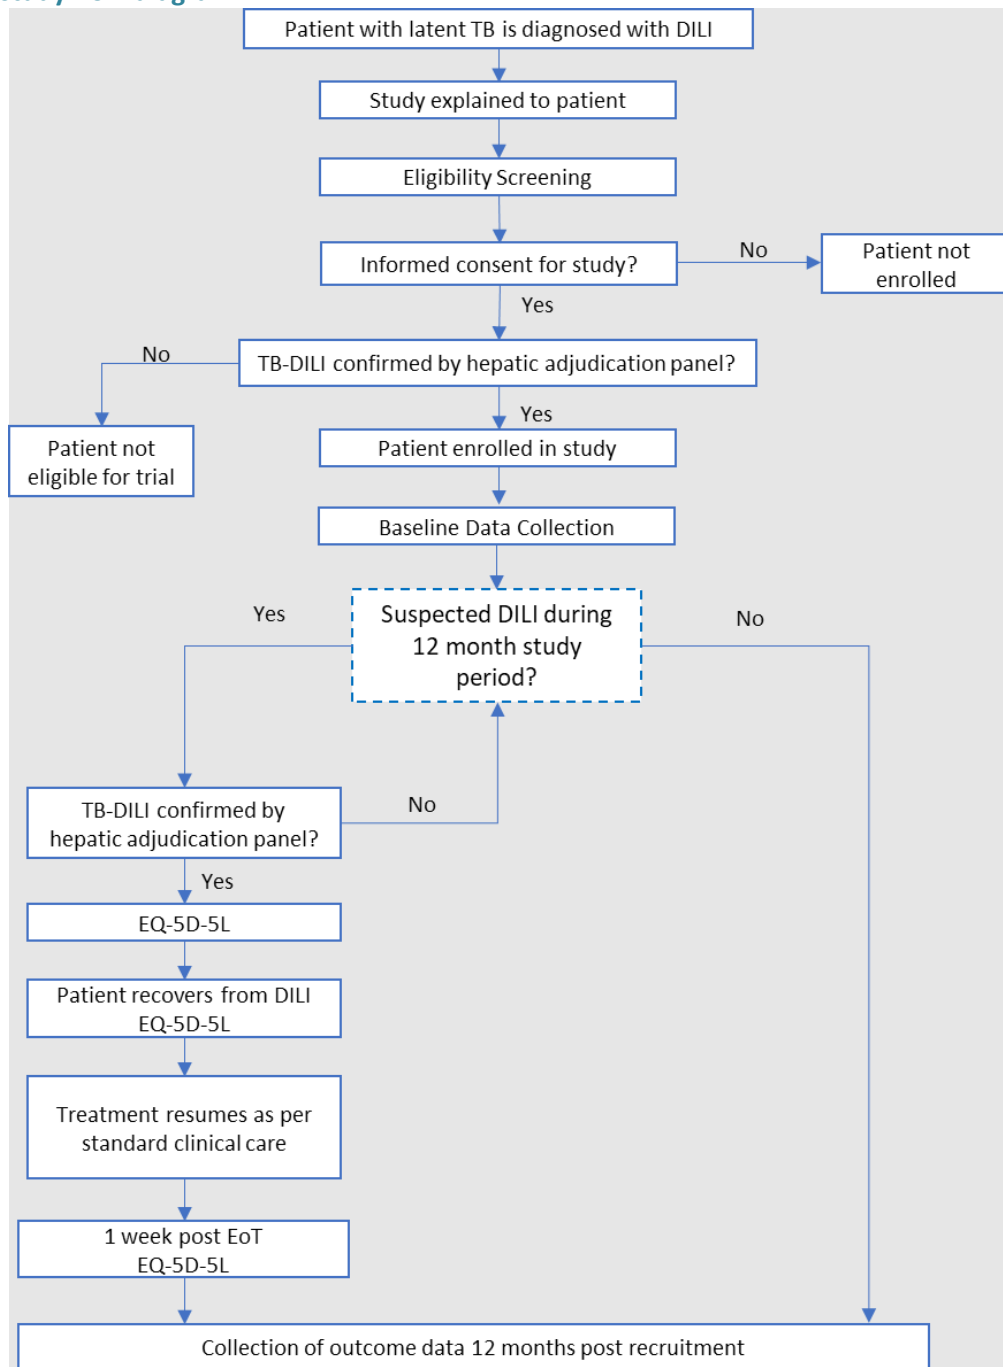 Patient with latent TB is diagnosed with DILI
Study explained to patient
Eligibility Screening
Informed consent for study?
No
Patient not
enrolled
Yes
TB-DILI confirmed by hepatic adjudication panel?
No
Yes
Patient not
eligible for trial
Patient enrolled in study
Baseline Data Collection
Suspected DILI during
12 month study
period?
Yes
No
TB-DILI confirmed by
hepatic adjudication panel?
No
Yes
EQ-5D-5L
Patient recovers from DILI
EQ-5D-5L
Treatment resumes as per
standard clinical care
1 week post EoT
EQ-5D-5L
Collection of outcome data 12 months post recruitment